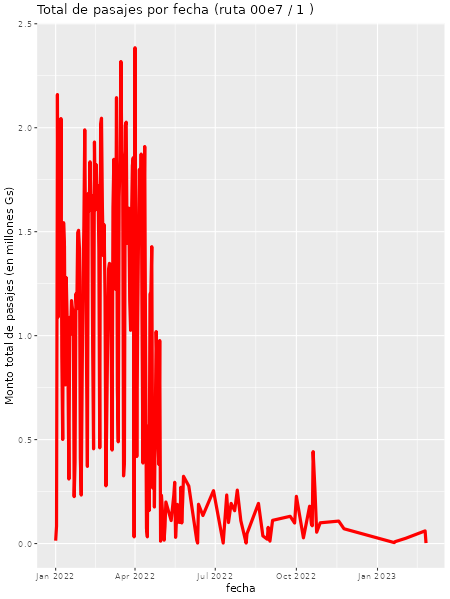 Total de pasajes por fecha (ruta 00e7 / 1 )
Monto total de pasajes (en millones Gs)
2.5
2.0
1.5
1.0
0.5
0.0
Jan 2022 Apr 2022 Jul 2022 Oct 2022 Jan 2023
fecha